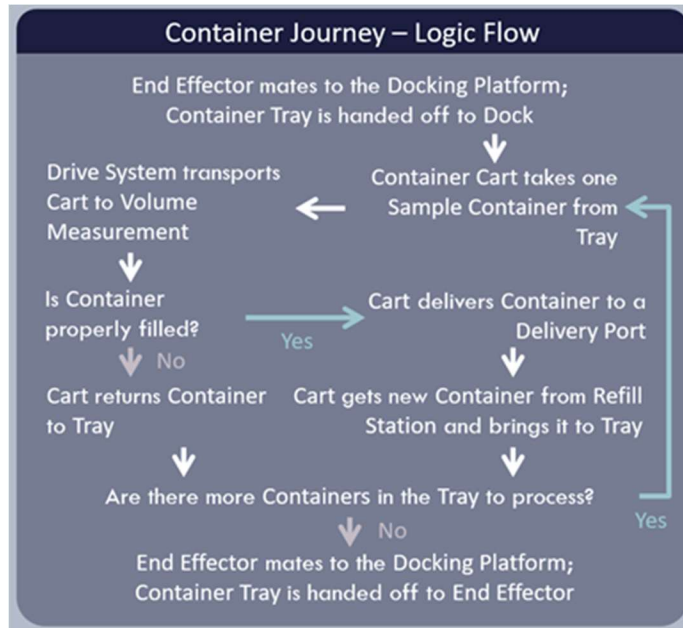 Container Journey – Logic Flow
End Effector mates to the Docking Platform;
Container Tray is handed off to Dock
Container Cart takes one
Sample Container from
Tray
Drive System transports
Cart to Volume
Measurement
Is Container
properly filled?
Yes
Cart delivers Container to a
Delivery Port
No
Cart returns Container
to Tray
Cart gets new Container from Refill
Station and brings it to Tray
Are there more Containers in the Tray to process?
Yes
No
End Effector mates to the Docking Platform;
Container Tray is handed off to End Effector